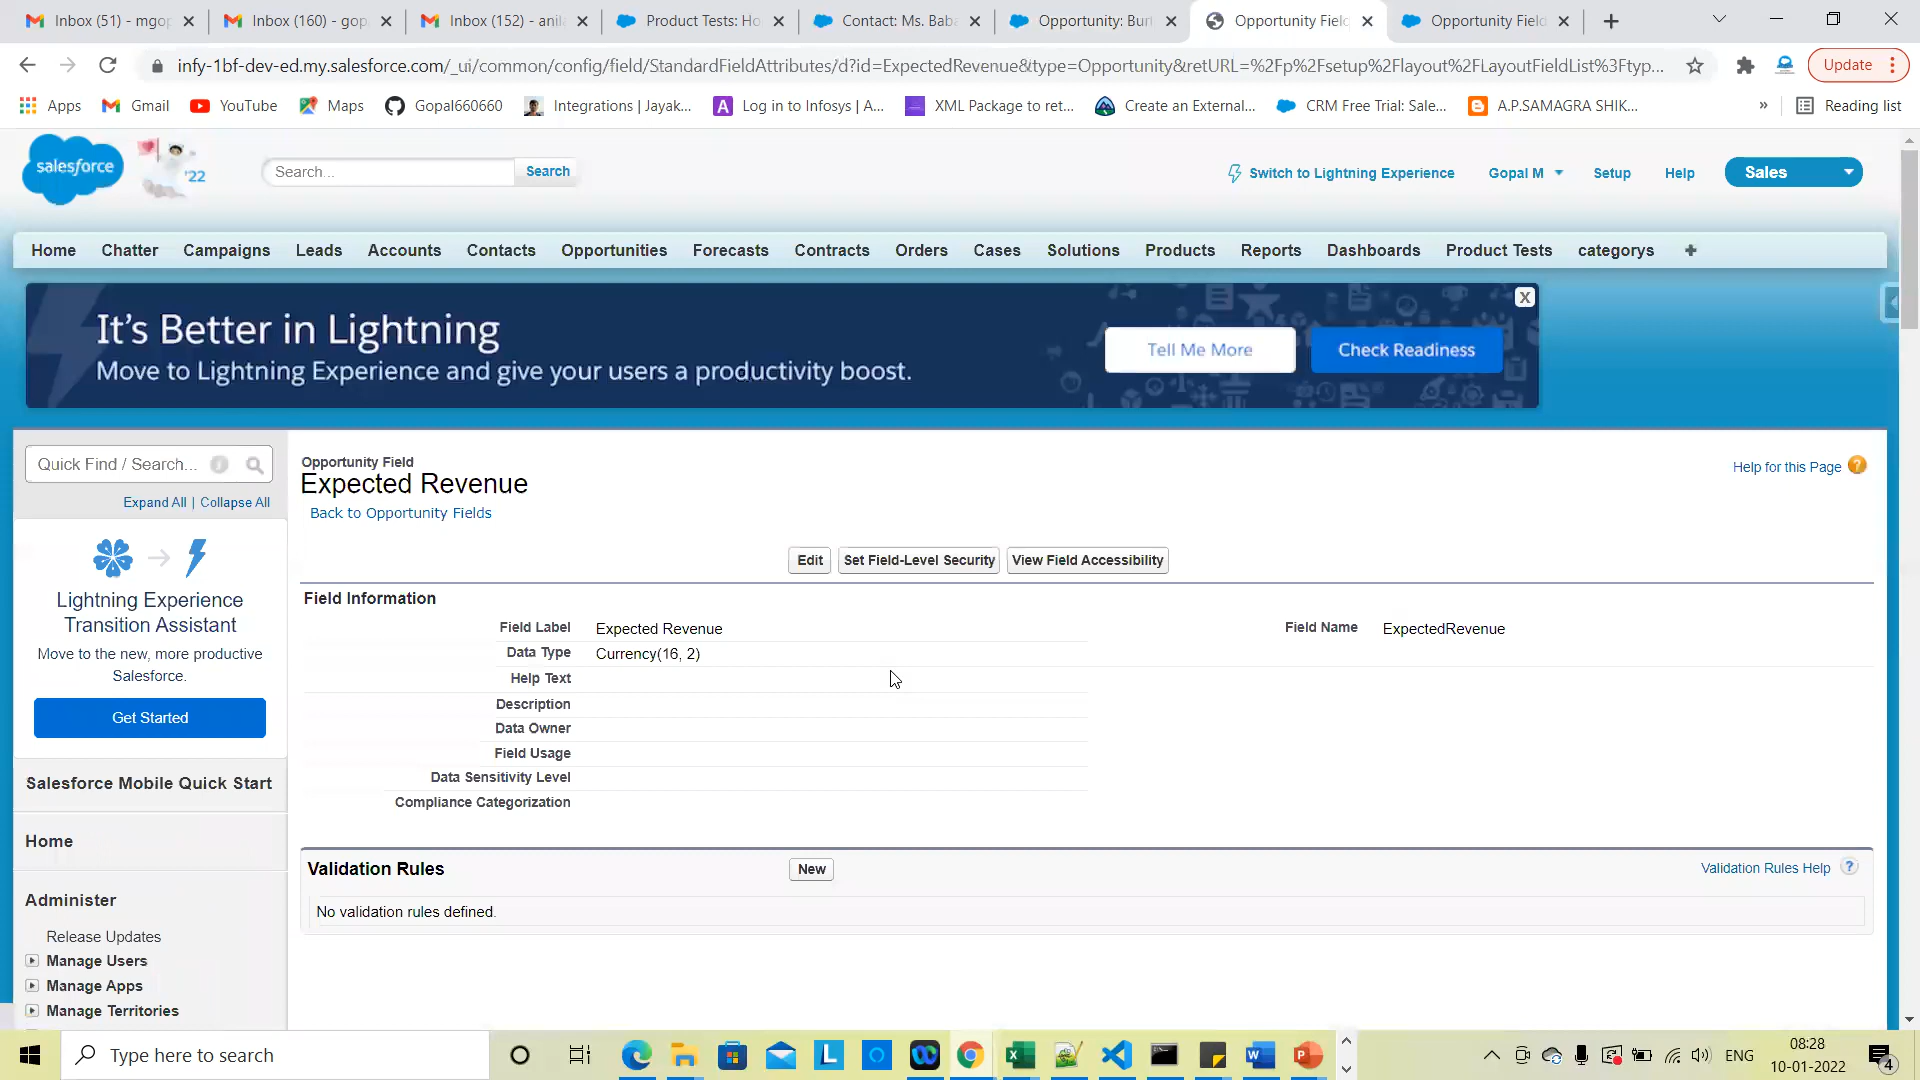 Inbox (51) - mgop
Inbox (160) - gop
Inbox (152) - anila
Product Tests: Ho
Contact: Ms. Baba
Opportunity: Burl
Opportunity Field
Opportunity Field
infy-1bf-dev-ed.my.salesforce.com/_ui/common/config/field/StandardFieldAttributes/d?id=ExpectedRevenue&type=Opportunity&retURL=%2Fp%2Fsetup%2Flayout%2FLayoutFieldList%3Ftyp...
Update
Apps
Gmail
YouTube
Maps
Gopal660060
Integrations | Jayak...
Log in to Infosys | A...
XML Package to ret...
Create an External...
CRM Free Trial: Sale...
A.P.SAMAGRA SHIK...
»
Reading list
salesforce
'22
Search...
Search
Switch to Lightning Experience
Gopal M
Setup
Help
Sales
Home Chatter Campaigns Leads Accounts Contacts Opportunities Forecasts Contracts Orders Cases Solutions Products Reports Dashboards Product Tests categorys +
It's Better in Lightning
Move to Lightning Experience and give your users a productivity boost.
Tell Me More
Check Readiness
X
Quick Find / Search...
Expand All | Collapse All
Lightning Experience
Transition Assistant
Move to the new, more productive
Salesforce.
Get Started
Salesforce Mobile Quick Start
Home
Administer
Release Updates
Manage Users
Manage Apps
Manage Territories
Opportunity Field
Expected Revenue
Back to Opportunity Fields
Help for this Page ?
Edit
Set Field-Level Security
View Field Accessibility
Field Information
Field Label Expected Revenue
Field Name ExpectedRevenue
Data Type Currency(16, 2)
Help Text
Description
Data Owner
Field Usage
Data Sensitivity Level
Compliance Categorization
Validation Rules
New
Validation Rules Help ?
No validation rules defined.
Type here to search
ENG
08:28
10-01-2022
4